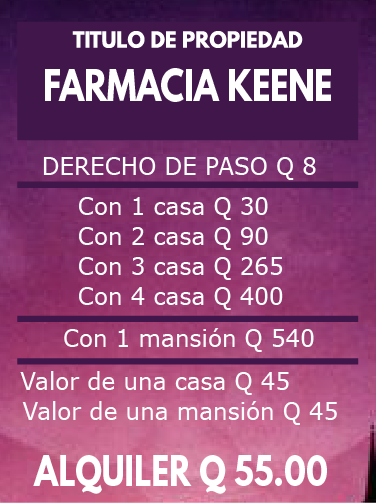 TITULO DE PROPIEDAD
FARMACIA KEENE
DERECHO DE PASO Q 8
Con 1 casa Q 30
Con 2 casa Q 90
Con 3 casa Q 265
Con 4 casa Q 400
Con 1 mansión Q 540
Valor de una casa Q 45
Valor de una mansión Q 45
ALQUILER Q 55.00